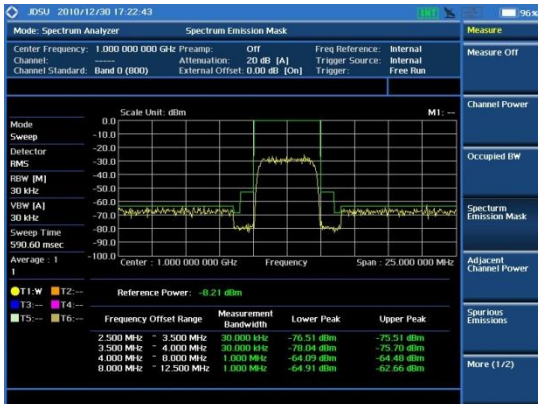 JDSU 2010/12/30 17:22:43 INT 96%
Mode: Spectrum Analyzer Spectrum Emission Mask
Center Frequency: 1.000 000 000 GHz Preamp: Off Freq Reference: Internal
Channel: ----- Attenuation: 20 dB [A] Trigger Source: Internal
Channel Standard: Band 0 (800) External Offset: 0.00 dB [On] Trigger: Free Run
Measure
Measure Off
Channel Power
Occupied BW
Specturm
Emission Mask
Adjacent
Channel Power
Spurious
Emissions
More (1/2)
Mode
Sweep
Detector
RMS
RBW [M]
30 kHz
VBW [A]
30 kHz
Sweep Time
590.60 msec
Average : 1
1
T1:W T2:--
T3:-- T4:--
T5:-- T6:--
Scale Unit: dBm M1: --
0.0
-10.0
-20.0
-30.0
-40.0
-50.0
-60.0
-70.0
-80.0
-90.0
-100.0
Center : 1.000 000 000 GHz Frequency Span : 25.000 000 MHz
Reference Power: -8.21 dBm
Frequency Offset Range Measurement Bandwidth Lower Peak Upper Peak
2.500 MHz ~ 3.500 MHz 30.000 kHz -76.51 dBm -75.51 dBm
3.500 MHz ~ 4.000 MHz 30.000 kHz -78.04 dBm -75.70 dBm
4.000 MHz ~ 8.000 MHz 1.000 MHz -64.09 dBm -64.48 dBm
8.000 MHz ~ 12.500 MHz 1.000 MHz -64.91 dBm -62.66 dBm